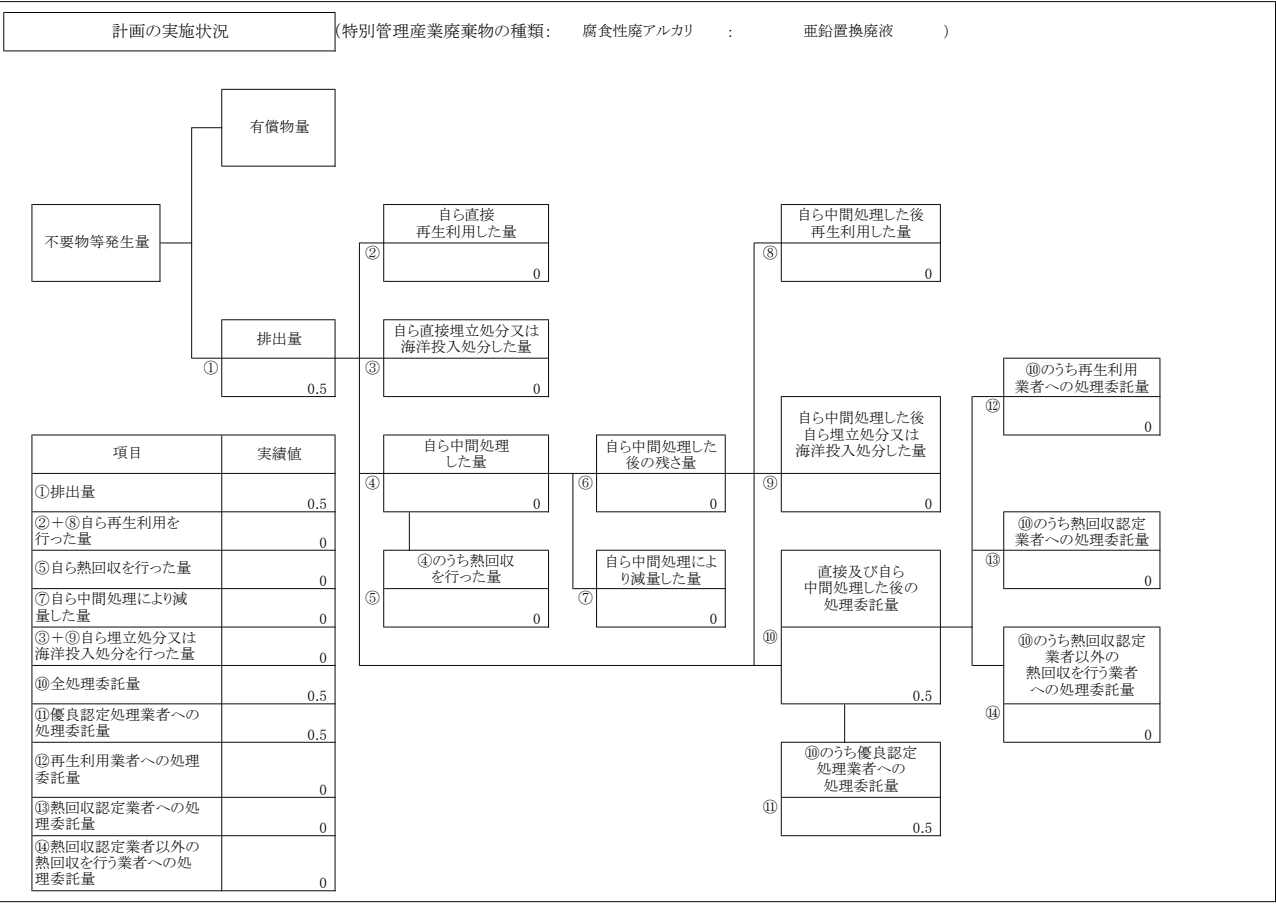 計画の実施状況
(特別管理産業廃棄物の種類: 腐食性廃アルカリ : 亜鉛置換廃液 )
有償物量
不要物等発生量
自ら直接
再生利用した量
②
0
自ら中間処理した後
再生利用した量
⑧
0
排出量
①
0.5
自ら直接埋立処分又は
海洋投入処分した量
③
0
⑩のうち再生利用
業者への処理委託量
⑫
0
自ら中間処理
した量
④
0
自ら中間処理した
後の残さ量
⑥
0
自ら中間処理した後
自ら埋立処分又は
海洋投入処分した量
⑨
0
⑩のうち熱回収認定
業者への処理委託量
⑬
0
④のうち熱回収
を行った量
⑤
0
自ら中間処理によ
り減量した量
⑦
0
直接及び自ら
中間処理した後の
処理委託量
⑩
0.5
⑩のうち熱回収認定
業者以外の
熱回収を行う業者
への処理委託量
⑭
0
⑩のうち優良認定
処理業者への
処理委託量
⑪
0.5
項目 実績値
①排出量
0.5
②+⑧自ら再生利用を
行った量
0
⑤自ら熱回収を行った量
0
⑦自ら中間処理により減
量した量
0
③+⑨自ら埋立処分又は
海洋投入処分を行った量
0
⑩全処理委託量
0.5
⑪優良認定処理業者への
処理委託量
0.5
⑫再生利用業者への処理
委託量
0
⑬熱回収認定業者への処
理委託量
0
⑭熱回収認定業者以外の
熱回収を行う業者への処
理委託量
0